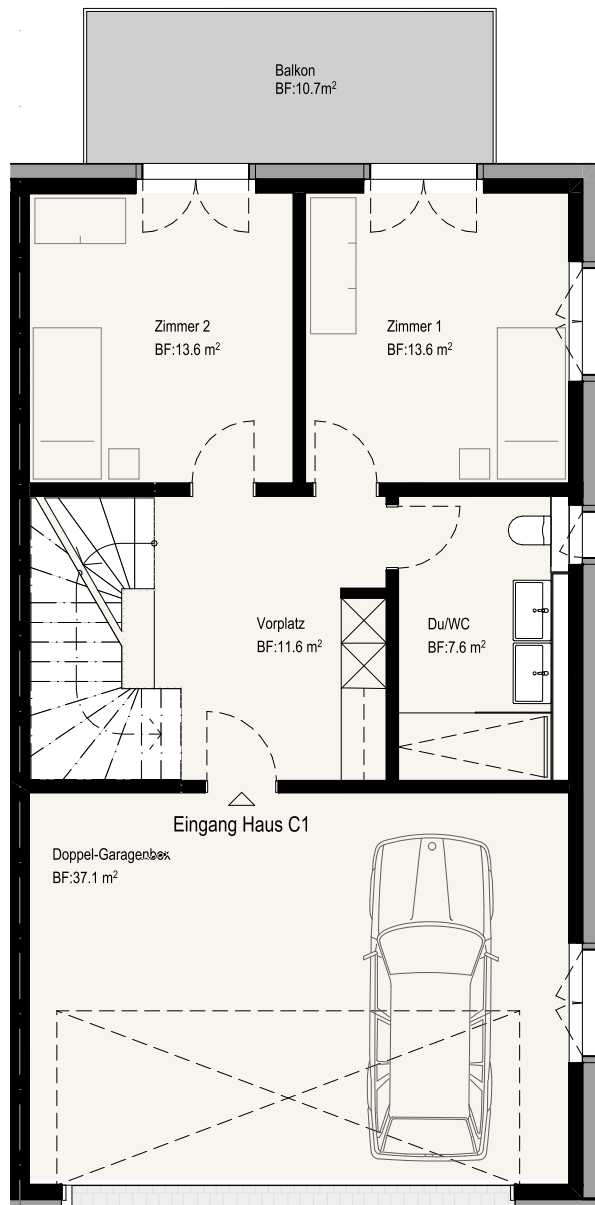 Balkon
BF:10.7m²
Zimmer 2
BF:13.6 m²
Zimmer 1
BF:13.6 m²
Vorplatz
BF:11.6 m²
Du/WC
BF:7.6 m²
Eingang Haus C1
Doppel-Garagenbox
BF:37.1 m²